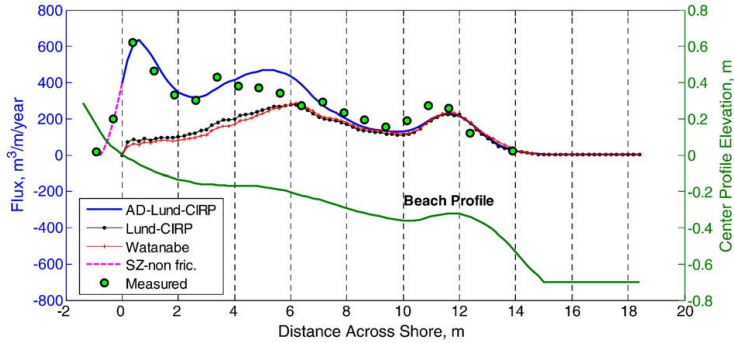 800
600
400
200
0
-200
-400
-600
-800
Flux, m³/m/year
0.8
0.6
0.4
0.2
0
-0.2
-0.4
-0.6
-0.8
Center Profile Elevation, m
Beach Profile
AD-Lund-CIRP
Lund-CIRP
Watanabe
SZ-non fric.
Measured
-2 0 2 4 6 8 10 12 14 16 18 20
Distance Across Shore, m